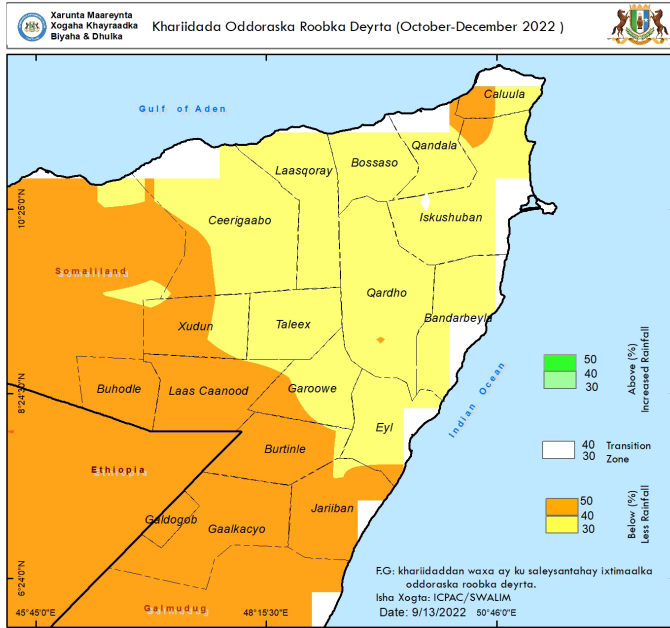 Xarunta Maareynta
Xogaha Khayraadka
Biyaha & Dhulka
Khariidada Oddoraska Roobka Deyrta (October-December 2022 )
Gulf of Aden
Caluula
Qandala
Bossaso
Laasqoray
10°25'0"N
Ceerigaabo
Iskushuban
Somaliland
Qardho
Bandarbeyla
Xudun
Taleex
50
40
30
Above (%)
Increased Rainfall
8°24'30"N
Buhodle
Laas Caanood
Garoowe
Eyl
Indian Ocean
40
30
Transition
Zone
Burtinle
Ethiopia
50
40
30
Below (%)
Less Rainfall
Jariiban
Galdogob
Gaalkacyo
6°24'0"N
F.G: khariidaddan waxa ay ku saleysantahay ixtimaalka
oddoraska roobka deyrta.
Isha Xogta: ICPAC/SWALIM
Date: 9/13/2022
Galmudug
45°45'0"E
48°15'30"E
50°46'0"E